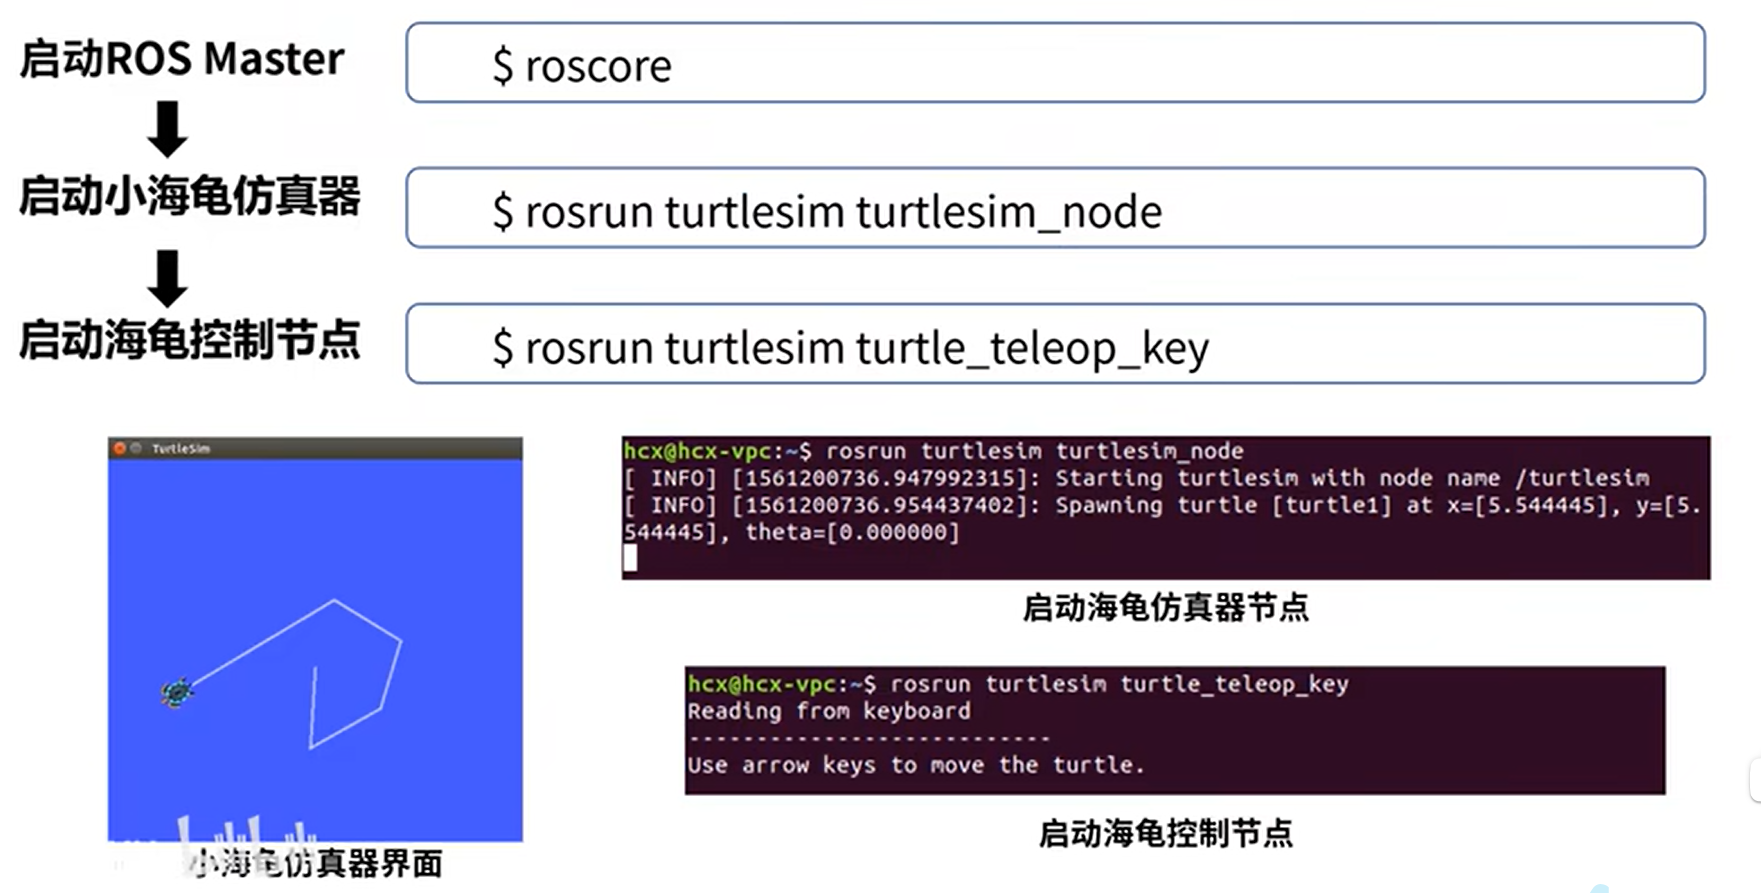 启动ROS Master
$ roscore
启动小海龟仿真器
$ rosrun turtlesim turtlesim_node
启动海龟控制节点
$ rosrun turtlesim turtle_teleop_key
TurtleSim
小海龟仿真器界面
hcx@hcx-vpc:~$ rosrun turtlesim turtlesim_node
[ INFO] [1561200736.947992315]: Starting turtlesim with node name /turtlesim
[ INFO] [1561200736.954437402]: Spawning turtle [turtle1] at x=[5.544445], y=[5.
544445], theta=[0.000000]
启动海龟仿真器节点
hcx@hcx-vpc:~$ rosrun turtlesim turtle_teleop_key
Reading from keyboard
---------------------------
Use arrow keys to move the turtle.
启动海龟控制节点